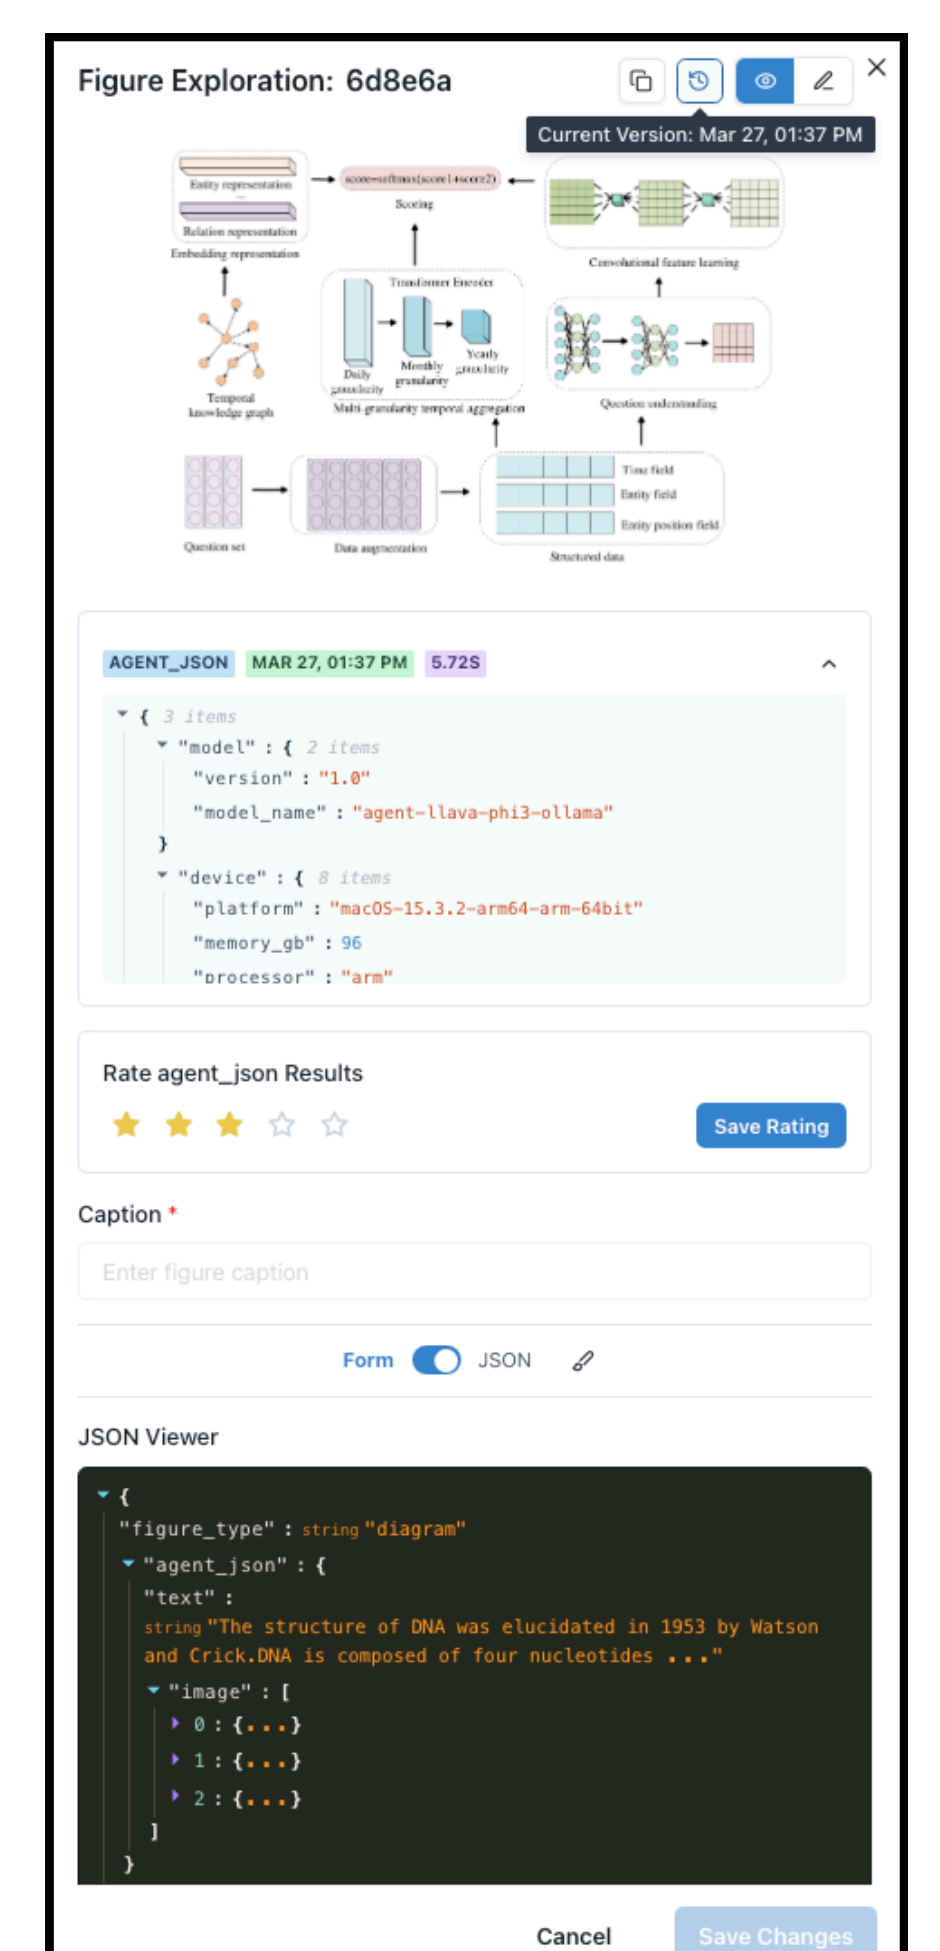 Figure Exploration: 6d8e6a
Current Version: Mar 27, 01:37 PM
Entity representation
...
Relation representation
Embedding representation
score=softmax(score1+score2)
Scoring
Convolutional feature learning
Transformer Encoder
Daily granularity
Monthly granularity
Yearly granularity
Multi-granularity temporal aggregation
Temporal
knowledge graph
Question understanding
Question set
Data augmentation
Time field
Entity field
Entity position field
Structured data
AGENT_JSON MAR 27, 01:37 PM 5.72S
{ 3 items
"model" : { 2 items
"version" : "1.0"
"model_name" : "agent-llava-phi3-ollama"
}
"device" : { 8 items
"platform" : "macOS-15.3.2-arm64-arm-64bit"
"memory_gb" : 96
"processor" : "arm"
Rate agent_json Results
Save Rating
Caption *
Enter figure caption
Form JSON
JSON Viewer
{
"figure_type" : string "diagram"
"agent_json" : {
"text" :
string "The structure of DNA was elucidated in 1953 by Watson
and Crick.DNA is composed of four nucleotides ..."
"image" : [
0 : {...}
1 : {...}
2 : {...}
]
}
Cancel Save Changes